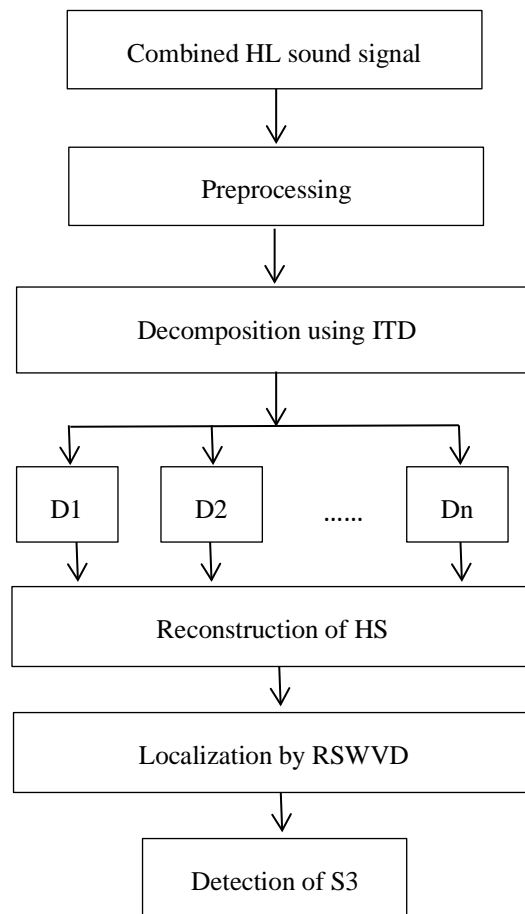 Combined HL sound signal
Preprocessing
Decomposition using ITD
D1 D2 ...... Dn
Reconstruction of HS
Localization by RSWVD
Detection of S3